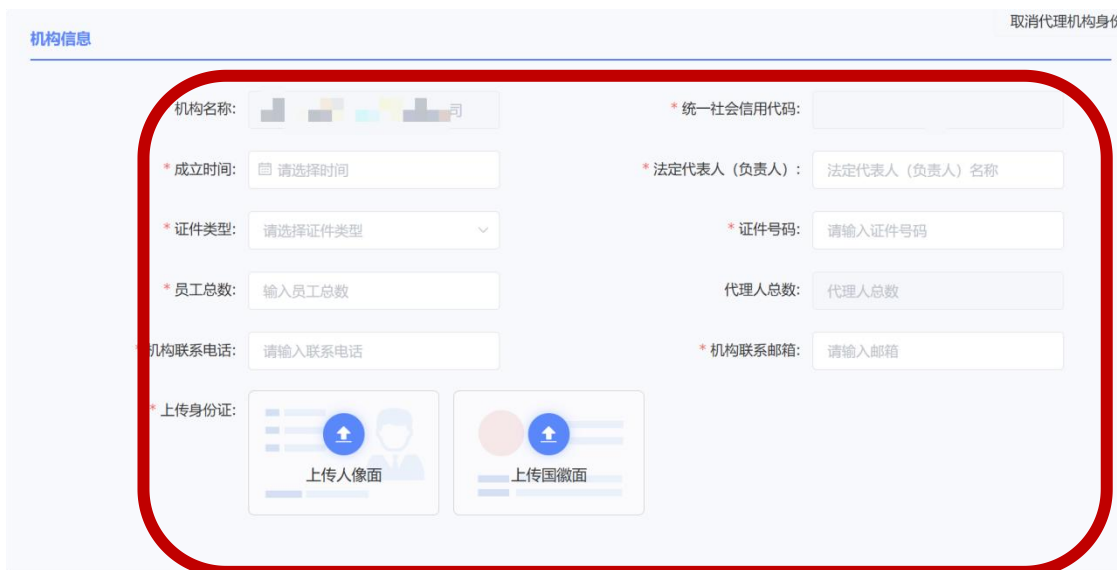 取消代理机构身份
机构信息
机构名称: 司 * 统一社会信用代码:
* 成立时间: 请选择时间 * 法定代表人（负责人）: 法定代表人（负责人）名称
* 证件类型: 请选择证件类型 * 证件号码: 请输入证件号码
* 员工总数: 输入员工总数 代理人总数: 代理人总数
* 机构联系电话: 请输入联系电话 * 机构联系邮箱: 请输入邮箱
* 上传身份证:
上传人像面 上传国徽面